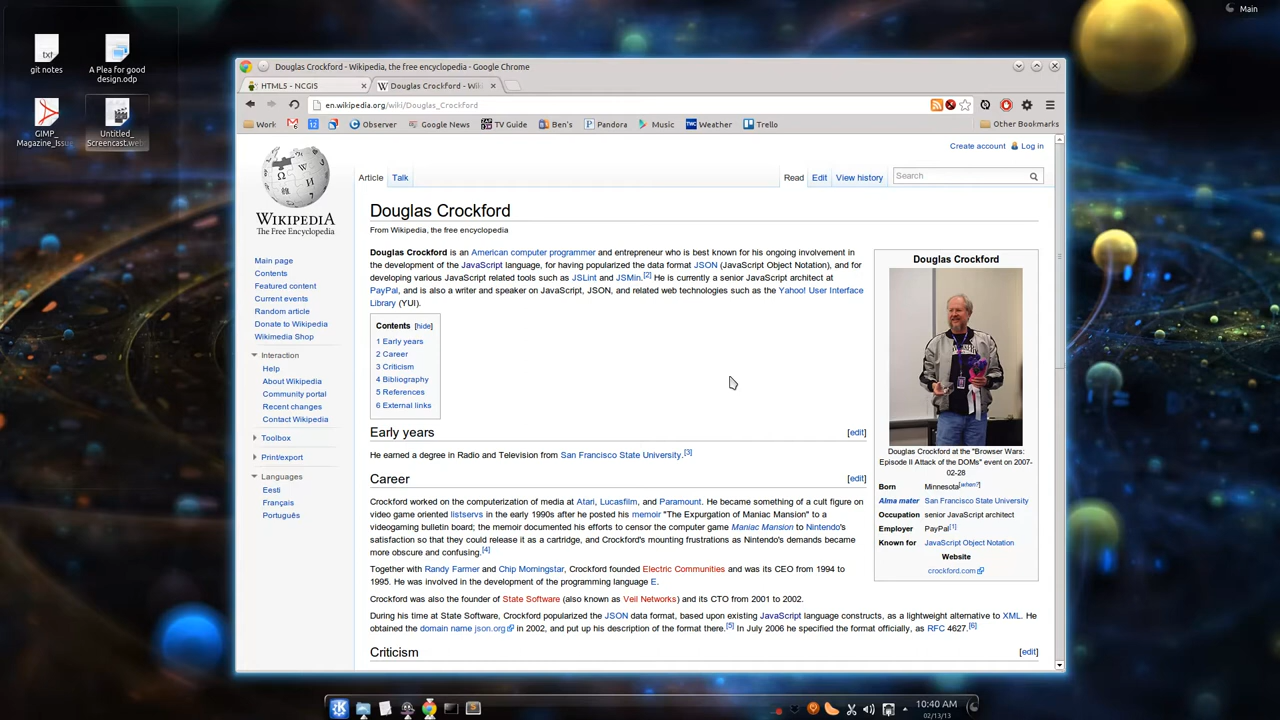 Main
git notes
A Plea for good
design.odp
GIMP_
Magazine_Issu
Untitled_
Screencast.we
Douglas Crockford - Wikipedia, the free encyclopedia - Google Chrome
HTML5 - NCGIS
Douglas Crockford - Wiki
en.wikipedia.org/wiki/Douglas_Crockford
Work
12
Observer
Google News
TV Guide
Ben's
Pandora
Music
Weather
Trello
Other Bookmarks
Create account
Log in
Article
Talk
Read
Edit
View history
Search
WIKIPEDIA
The Free Encyclopedia
Main page
Contents
Featured content
Current events
Random article
Donate to Wikipedia
Wikimedia Shop
Interaction
Help
About Wikipedia
Community portal
Recent changes
Contact Wikipedia
Toolbox
Print/export
Languages
Eesti
Français
Português
Douglas Crockford
From Wikipedia, the free encyclopedia
Douglas Crockford is an American computer programmer and entrepreneur who is best known for his ongoing involvement in
the development of the JavaScript language, for having popularized the data format JSON (JavaScript Object Notation), and for
developing various JavaScript related tools such as JSLint and JSMin.[2] He is currently a senior JavaScript architect at
PayPal, and is also a writer and speaker on JavaScript, JSON, and related web technologies such as the Yahoo! User Interface
Library (YUI).
Contents [hide]
1 Early years
2 Career
3 Criticism
4 Bibliography
5 References
6 External links
Early years [edit]
He earned a degree in Radio and Television from San Francisco State University.[3]
Career [edit]
Crockford worked on the computerization of media at Atari, Lucasfilm, and Paramount. He became something of a cult figure on
video game oriented listservs in the early 1990s after he posted his memoir "The Expurgation of Maniac Mansion" to a
videogaming bulletin board; the memoir documented his efforts to censor the computer game Maniac Mansion to Nintendo's
satisfaction so that they could release it as a cartridge, and Crockford's mounting frustrations as Nintendo's demands became
more obscure and confusing.[4]
Together with Randy Farmer and Chip Morningstar, Crockford founded Electric Communities and was its CEO from 1994 to
1995. He was involved in the development of the programming language E.
Crockford was also the founder of State Software (also known as Veil Networks) and its CTO from 2001 to 2002.
During his time at State Software, Crockford popularized the JSON data format, based upon existing JavaScript language constructs, as a lightweight alternative to XML. He
obtained the domain name json.org in 2002, and put up his description of the format there.[5] In July 2006 he specified the format officially, as RFC 4627.[6]
Criticism [edit]
Douglas Crockford
Douglas Crockford at the "Browser Wars:
Episode II Attack of the DOMs" event on 2007-
02-28
Born Minnesota[when?]
Alma mater San Francisco State University
Occupation senior JavaScript architect
Employer PayPal[1]
Known for JavaScript Object Notation
Website
crockford.com
10:40 AM
02/13/13